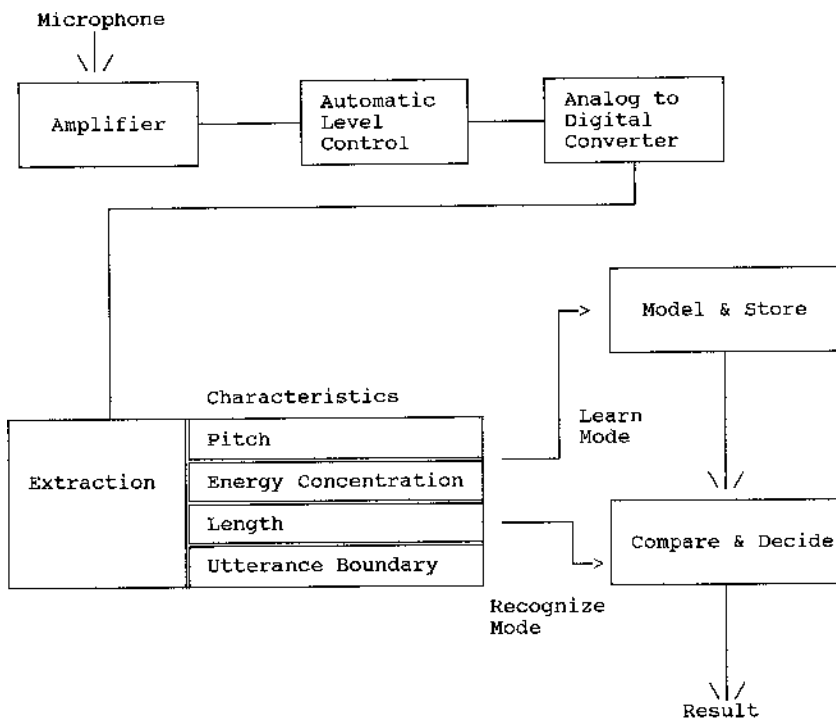 Microphone
Amplifier
Automatic
Level
Control
Analog to
Digital
Converter
Model & Store
Characteristics
Learn
Mode
Extraction
Pitch
Energy Concentration
Length
Utterance Boundary
Compare & Decide
Recognize
Mode
Result